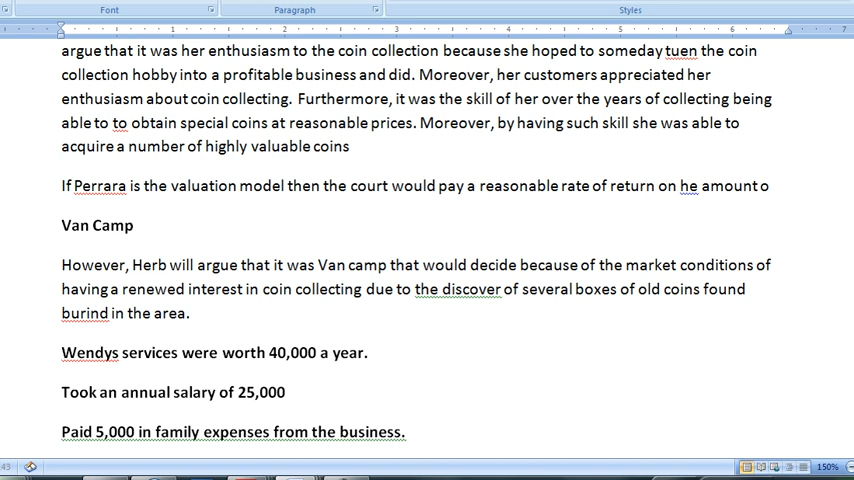 Font Paragraph Styles
1 2 3 4 5 6 7
argue that it was her enthusiasm to the coin collection because she hoped to someday tuen the coin
collection hobby into a profitable business and did. Moreover, her customers appreciated her
enthusiasm about coin collecting. Furthermore, it was the skill of her over the years of collecting being
able to to obtain special coins at reasonable prices. Moreover, by having such skill she was able to
acquire a number of highly valuable coins
If Perrara is the valuation model then the court would pay a reasonable rate of return on he amount o
Van Camp
However, Herb will argue that it was Van camp that would decide because of the market conditions of
having a renewed interest in coin collecting due to the discover of several boxes of old coins found
burind in the area.
Wendys services were worth 40,000 a year.
Took an annual salary of 25,000
Paid 5,000 in family expenses from the business.
43 150%